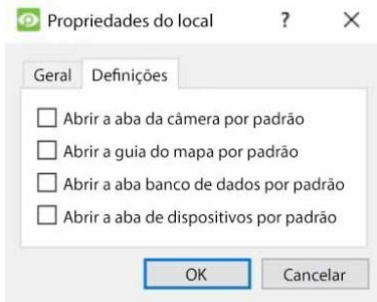 Propriedades do local ? ×
Geral Definições
Abrir a aba da câmera por padrão
Abrir a guia do mapa por padrão
Abrir a aba banco de dados por padrão
Abrir a aba de dispositivos por padrão
OK Cancelar